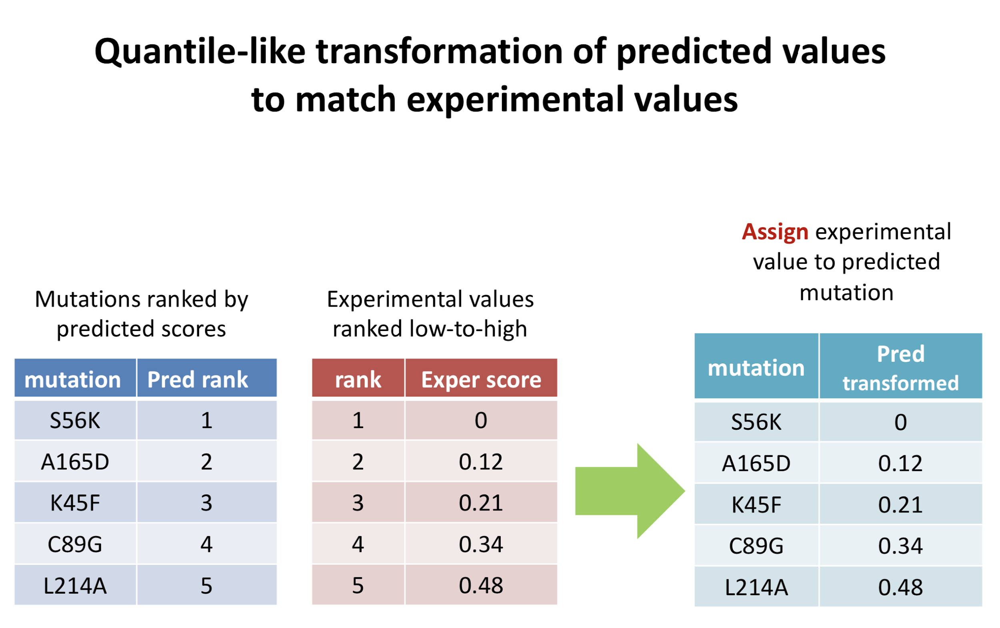 Quantile-like transformation of predicted values
to match experimental values
Mutations ranked by
predicted scores
mutation Pred rank
S56K 1
A165D 2
K45F 3
C89G 4
L214A 5
Experimental values
ranked low-to-high
rank Exper score
1 0
2 0.12
3 0.21
4 0.34
5 0.48
Assign experimental
value to predicted
mutation
mutation Pred
transformed
S56K 0
A165D 0.12
K45F 0.21
C89G 0.34
L214A 0.48